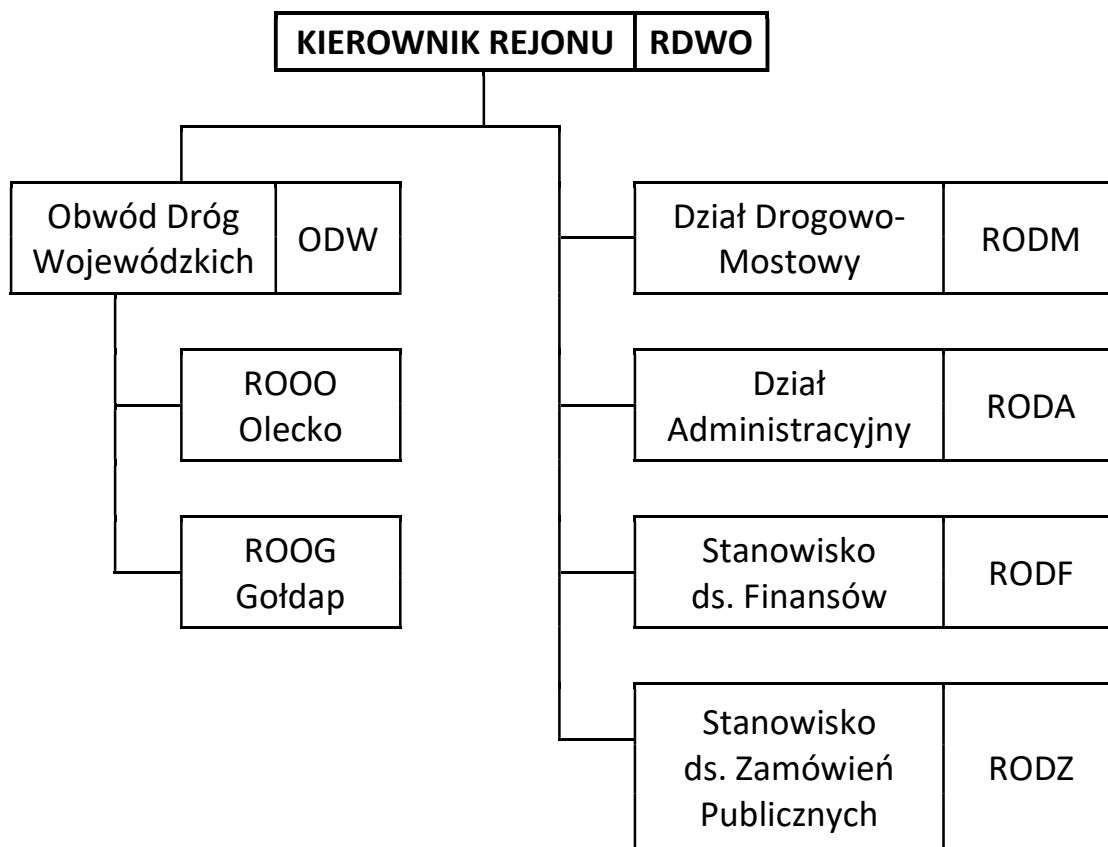 KIEROWNIK REJONU RDWO
Obwód Dróg
Wojewódzkich
ODW
ROOO
Olecko
ROOG
Gołdap
Dział Drogowo-
Mostowy
RODM
Dział
Administracyjny
RODA
Stanowisko
ds. Finansów
RODF
Stanowisko
ds. Zamówień
Publicznych
RODZ